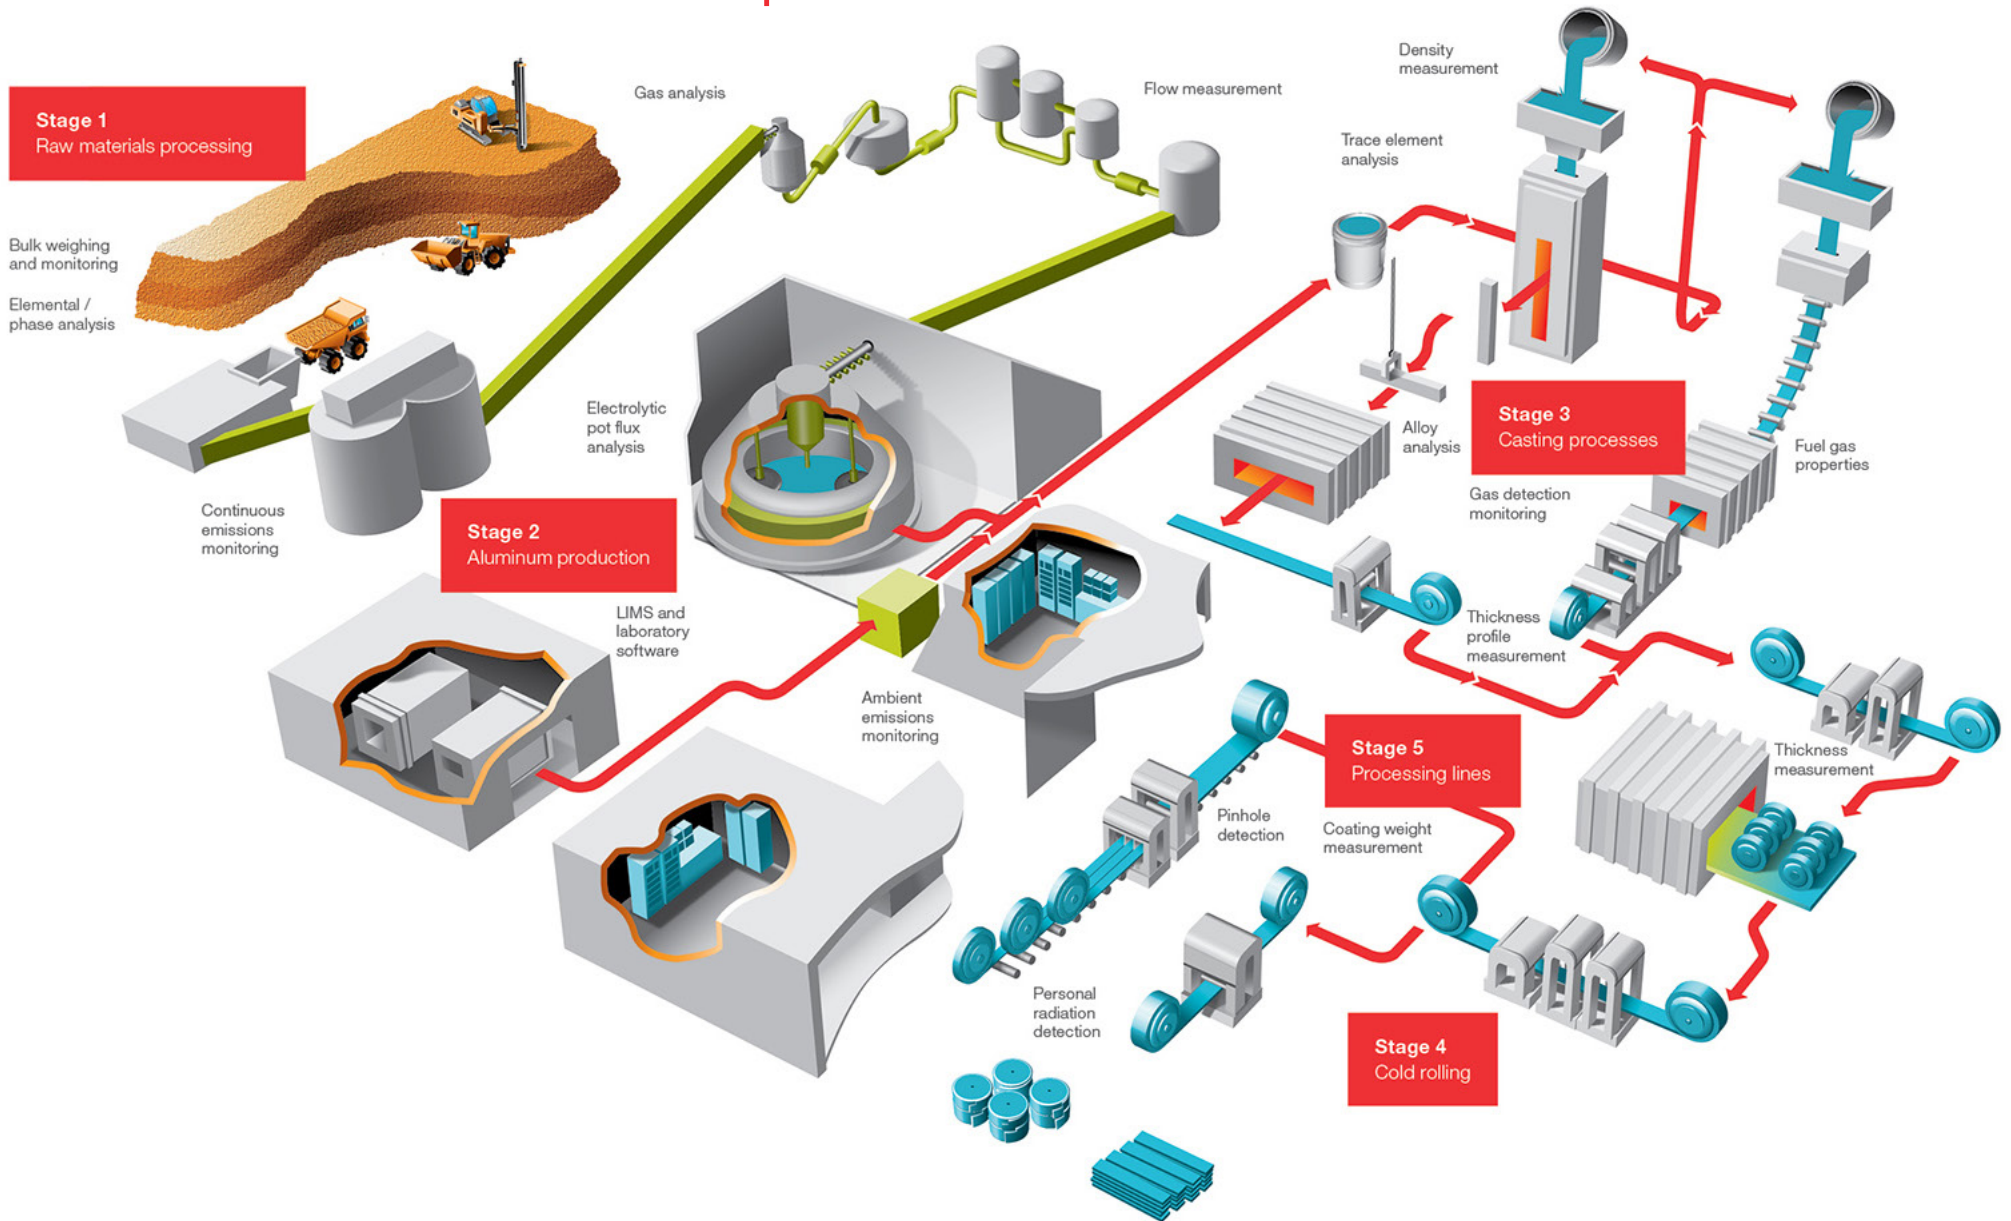 Stage 1
Raw materials processing
Bulk weighing
and monitoring
Elemental /
phase analysis
Continuous
emissions
monitoring
Gas analysis
Flow measurement
Electrolytic
pot flux
analysis
Stage 2
Aluminum production
LIMS and
laboratory
software
Ambient
emissions
monitoring
Density
measurement
Trace element
analysis
Alloy
analysis
Stage 3
Casting processes
Gas detection
monitoring
Fuel gas
properties
Thickness
profile
measurement
Thickness
measurement
Stage 5
Processing lines
Pinhole
detection
Coating weight
measurement
Personal
radiation
detection
Stage 4
Cold rolling